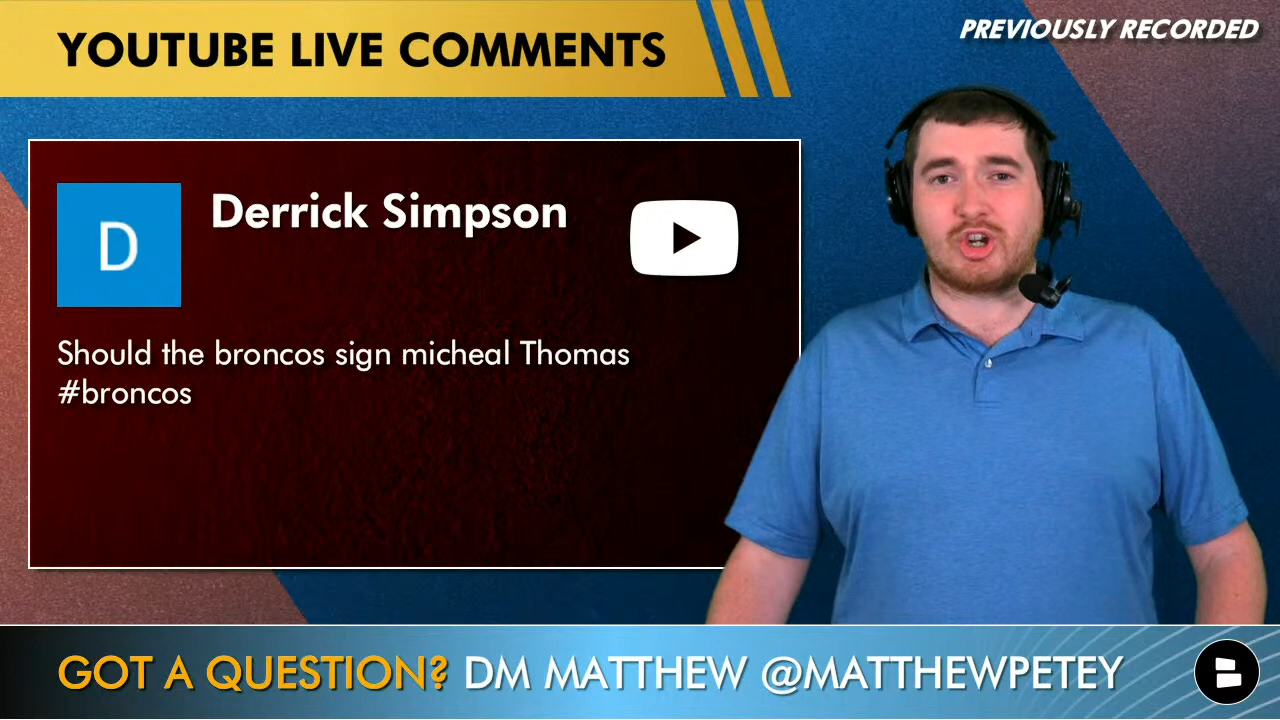 YOUTUBE LIVE COMMENTS
PREVIOUSLY RECORDED
D
Derrick Simpson
Should the broncos sign micheal Thomas
#broncos
GOT A QUESTION? DM MATTHEW @MATTHEWPETEY